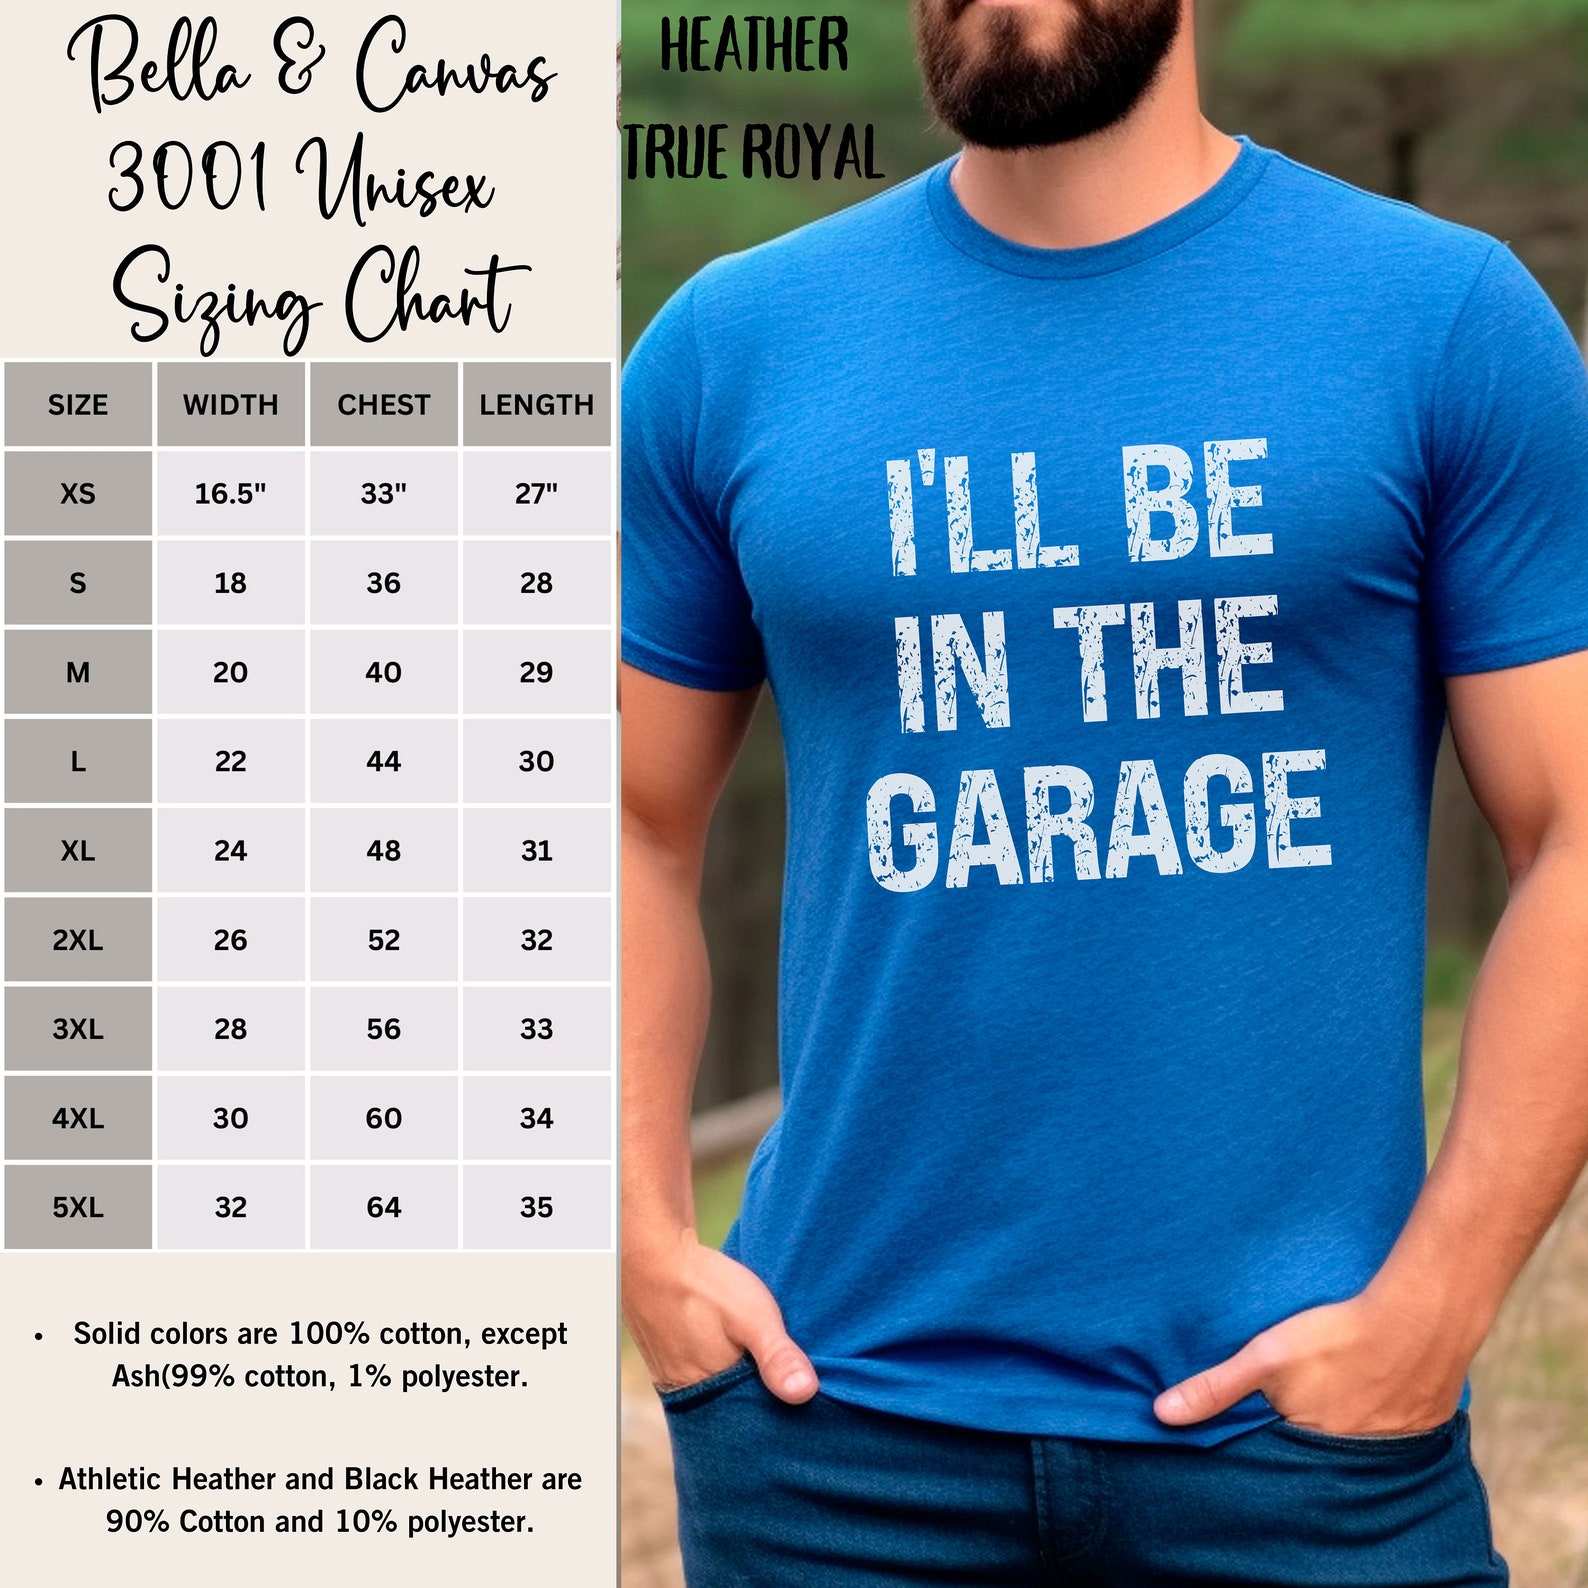 Bella & Canvas
3001 Unisex
Sizing Chart
SIZE WIDTH CHEST LENGTH
XS 16.5" 33" 27"
S 18 36 28
M 20 40 29
L 22 44 30
XL 24 48 31
2XL 26 52 32
3XL 28 56 33
4XL 30 60 34
5XL 32 64 35
• Solid colors are 100% cotton, except
Ash(99% cotton, 1% polyester.
• Athletic Heather and Black Heather are
90% Cotton and 10% polyester.
HEATHER
TRUE ROYAL
I'LL BE
IN THE
GARAGE